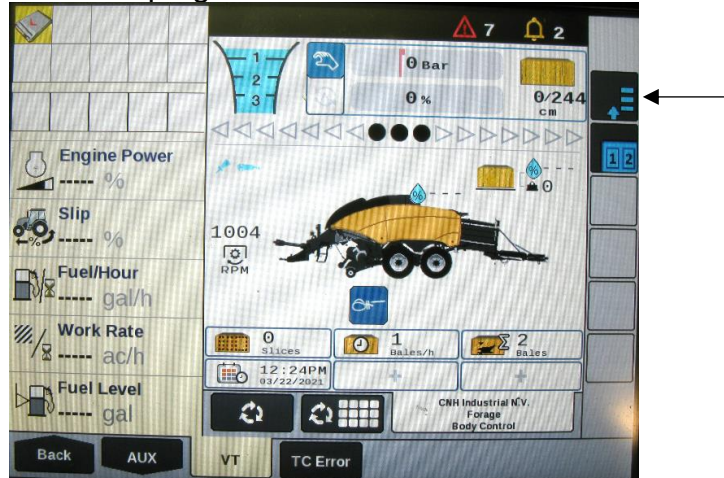 7
2
1
2
3
0 Bar
0 %
0/244
cm
1 2
Engine Power
----- %
Slip
----- %
Fuel/Hour
----- gal/h
Work Rate
----- ac/h
Fuel Level
----- gal
%
%
---
---
0
1004
RPM
0
Slices
1
Bales/h
2
Bales
12:24PM
03/22/2021
+
+
CNH Industrial N.V.
Forage
Body Control
Back
AUX
VT
TC Error